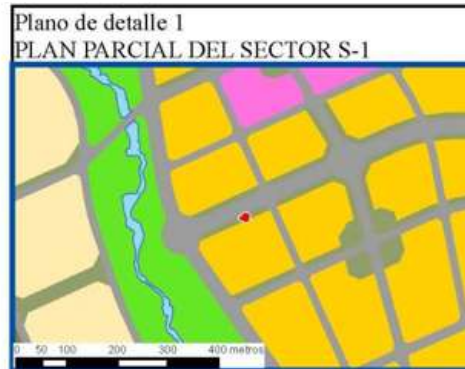 Plano de detalle 1
PLAN PARCIAL DEL SECTOR S-1
0 50 100 200 300 400 metros